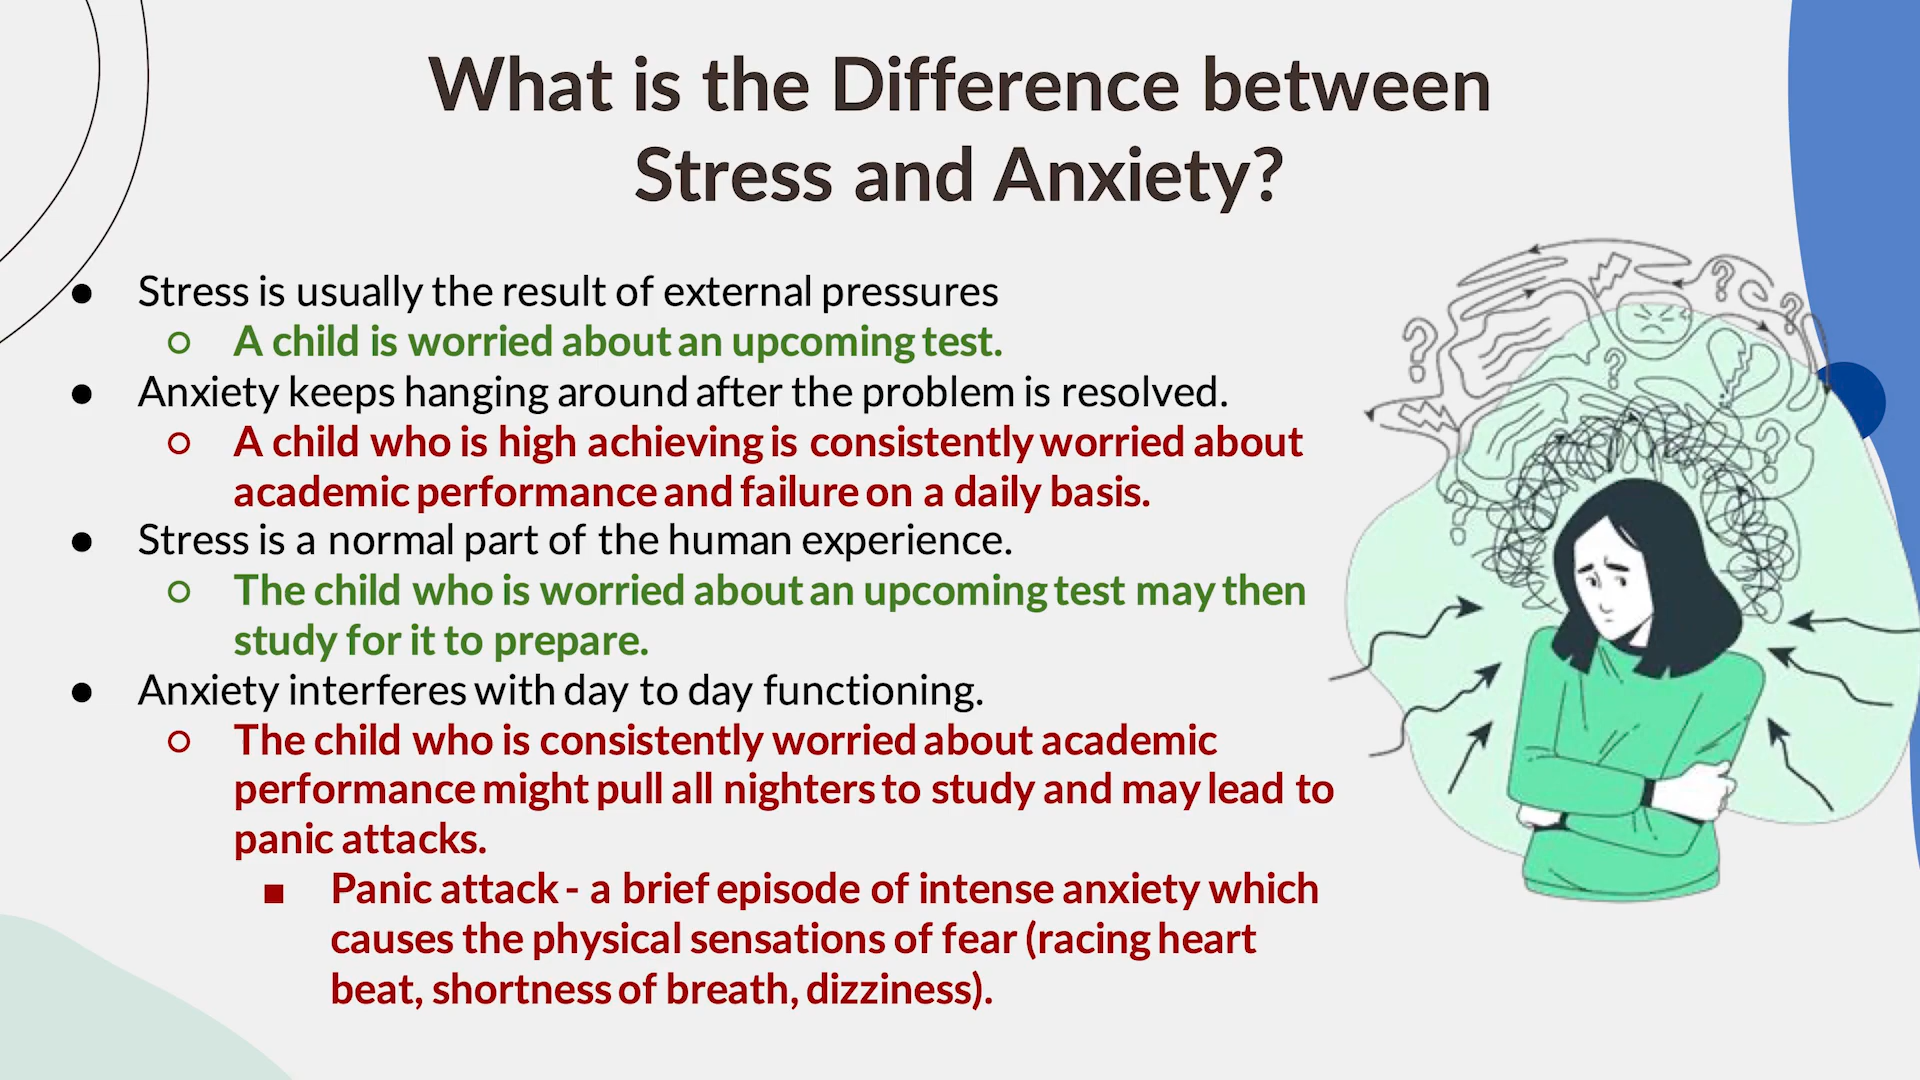 What is the Difference between
Stress and Anxiety?
● Stress is usually the result of external pressures
○ A child is worried about an upcoming test.
● Anxiety keeps hanging around after the problem is resolved.
○ A child who is high achieving is consistently worried about
academic performance and failure on a daily basis.
● Stress is a normal part of the human experience.
○ The child who is worried about an upcoming test may then
study for it to prepare.
● Anxiety interferes with day to day functioning.
○ The child who is consistently worried about academic
performance might pull all nighters to study and may lead to
panic attacks.
■ Panic attack - a brief episode of intense anxiety which
causes the physical sensations of fear (racing heart
beat, shortness of breath, dizziness).